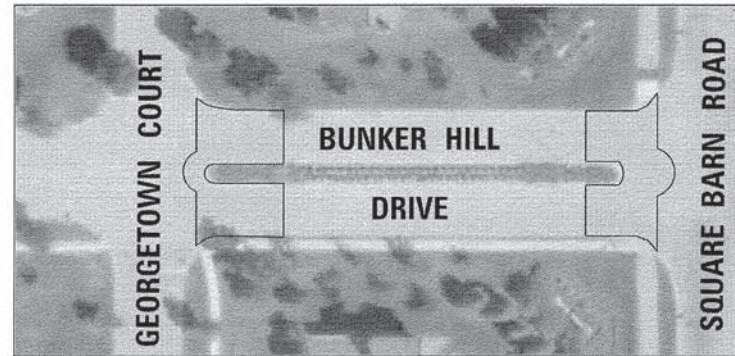 GEORGETOWN COURT
BUNKER HILL
DRIVE
SQUARE BARN ROAD